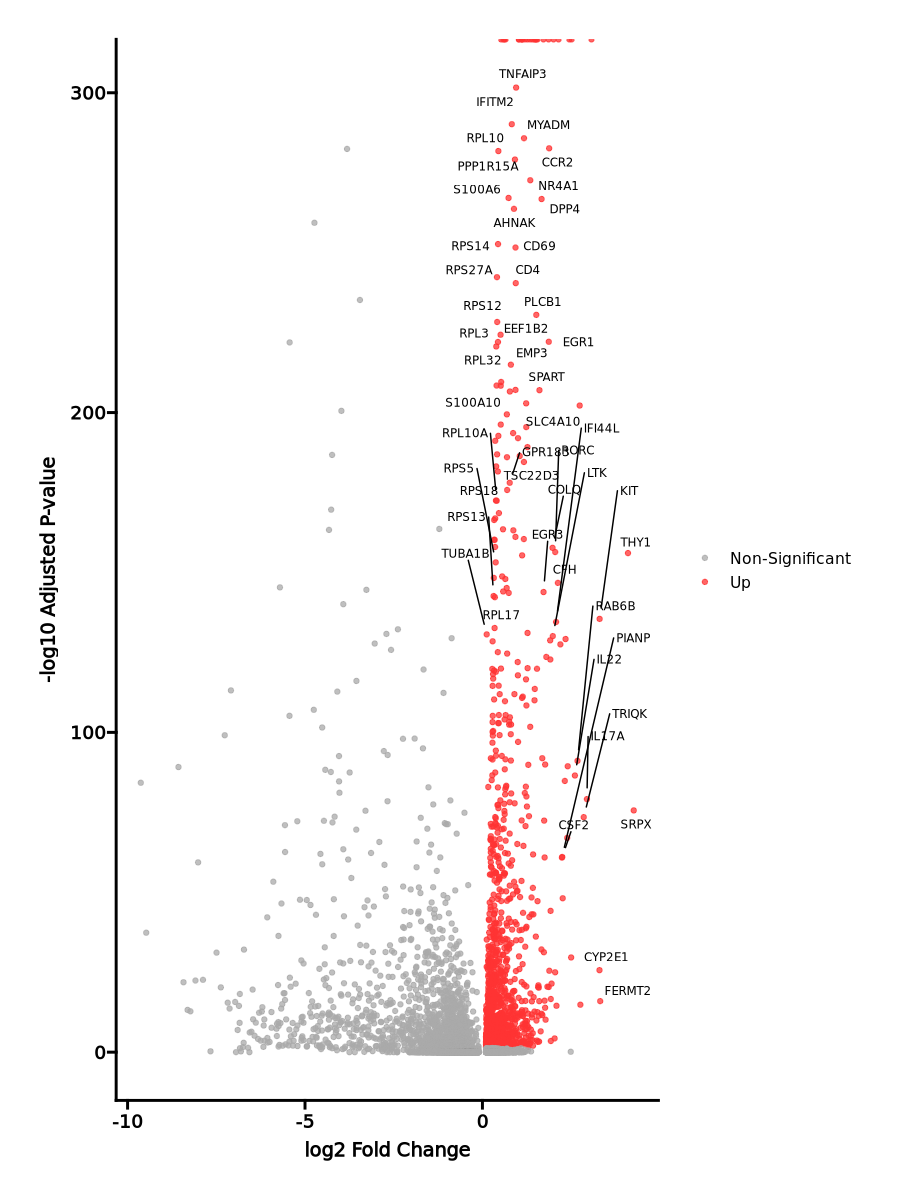 TNFAIP3
300
IFITM2
MYADM
RPL10
CCR2
PPP1R15A
NR4A1
S100A6
DPP4
AHNAK
RPS14
CD69
RPS27A
CD4
PLCB1
RPS12
EEF1B2
RPL3
EGR1
EMP3
RPL32
SPART
S100A10
200
SLC4A10
IFI44L
RPL10A
GPR183
RORC
RPS5
LTK
TSC22D3
RPS18
COLQ
KIT
RPS13
EGR3
THY1
TUBA1B
CFH
Non-Significant
Up
RAB6B
RPL17
PIANP
IL22
TRIQK
100
IL17A
CSF2
SRPX
CYP2E1
FERMT2
0
-10
-5
0
log2 Fold Change
-log10 Adjusted P-value